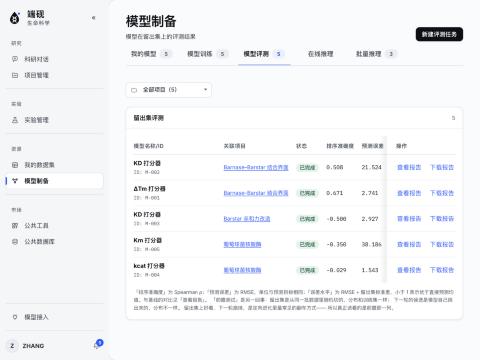 端砚
生命科学
«
研究
科研对话
项目管理
实验
实验管理
资源
我的数据集
模型制备
市场
公共工具
公共数据库
模型接入
Z ZHANG
模型制备
模型在留出集上的评测结果
新建评测任务
我的模型 5 模型训练 5 模型评测 5 在线推理 批量推理 3
全部项目（5）
留出集评测 5
模型名称/ID 关联项目 状态 排序准确度 预测误差 操作
KD 打分器
ID: M-002
Barnase-Barstar 结合界面 已完成 0.508 21.524 查看报告 下载报告
ΔTm 打分器
ID: M-001
Barnase-Barstar 结合界面 已完成 0.671 2.741 查看报告 下载报告
KD 打分器
ID: M-003
Barstar 亲和力改造 已完成 -0.500 2.927 查看报告 下载报告
Km 打分器
ID: M-005
葡萄糖基核酸酶 已完成 -0.350 38.186 查看报告 下载报告
kcat 打分器
ID: M-004
已完成 -0.029 1.543 查看报告 下载报告